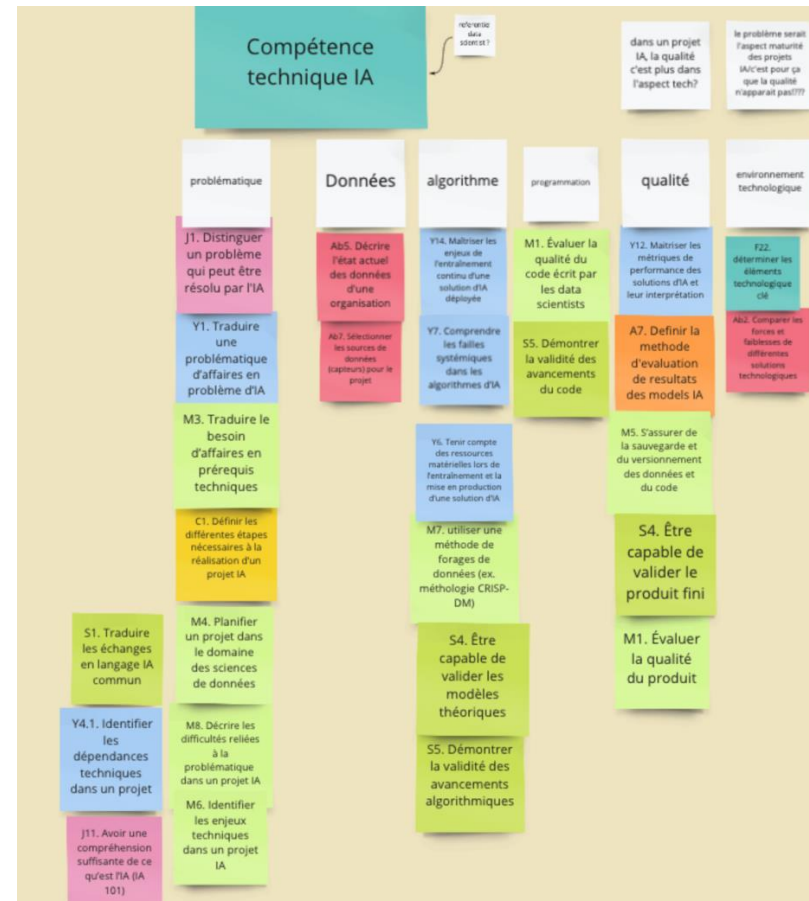 Compétence
technique IA
referentiel
data
scientist ?
dans un projet
IA, la qualité
c'est plus dans
l'aspect tech?
le problème serait
l'aspect maturité
des projets
IA/c'est pour ça
que la qualité
n'apparait pas!???
problématique
J1. Distinguer
un problème
qui peut être
résolu par l'IA
Y1. Traduire
une
problématique
d'affaires en
problème d'IA
M3. Traduire le
besoin
d'affaires en
prérequis
techniques
C1. Définir les
différentes étapes
nécessaires à la
réalisation d'un
projet IA
M4. Planifier
un projet dans
le domaine
des sciences
de données
M8. Décrire les
difficultés reliées
à la
problématique
dans un projet IA
M6. Identifier
les enjeux
techniques
dans un projet
IA
S1. Traduire
les échanges
en langage IA
commun
Y4.1. Identifier
les
dépendances
techniques
dans un projet
J11. Avoir une
compréhension
suffisante de ce
qu'est l'IA (IA
101)
Données
Ab5. Décrire
l'état actuel
des données
d'une
organisation
Ab7. Sélectionner
les sources de
données
(capteurs) pour le
projet
algorithme
Y14. Maîtriser les
enjeux de
l'entraînement
continu d'une
solution d'IA
déployée
Y7. Comprendre
les failles
systémiques
dans les
algorithmes d'IA
Y6. Tenir compte
des ressources
matérielles lors de
l'entraînement et la
mise en production
d'une solution d'IA
M7. utiliser une
méthode de
forages de
données (ex.
méthologie CRISP-
DM)
S4. Être
capable de
valider les
modèles
théoriques
S5. Démontrer
la validité des
avancements
algorithmiques
programmation
M1. Évaluer la
qualité du
code écrit par
les data
scientists
S5. Démontrer
la validité des
avancements
du code
qualité
Y12. Maitriser les
métriques de
performance des
solutions d'IA et
leur interprétation
A7. Definir la
methode
d'evaluation
de resultats
des models IA
M5. S'assurer de
la sauvegarde et
du versionnement
des données et
du code
S4. Être
capable de
valider le
produit fini
M1. Évaluer
la qualité
du produit
environnement
technologique
F22.
déterminer les
éléments
technologique
clé
Ab2. Comparer les
forces et
faiblesses de
différentes
solutions
technologiques